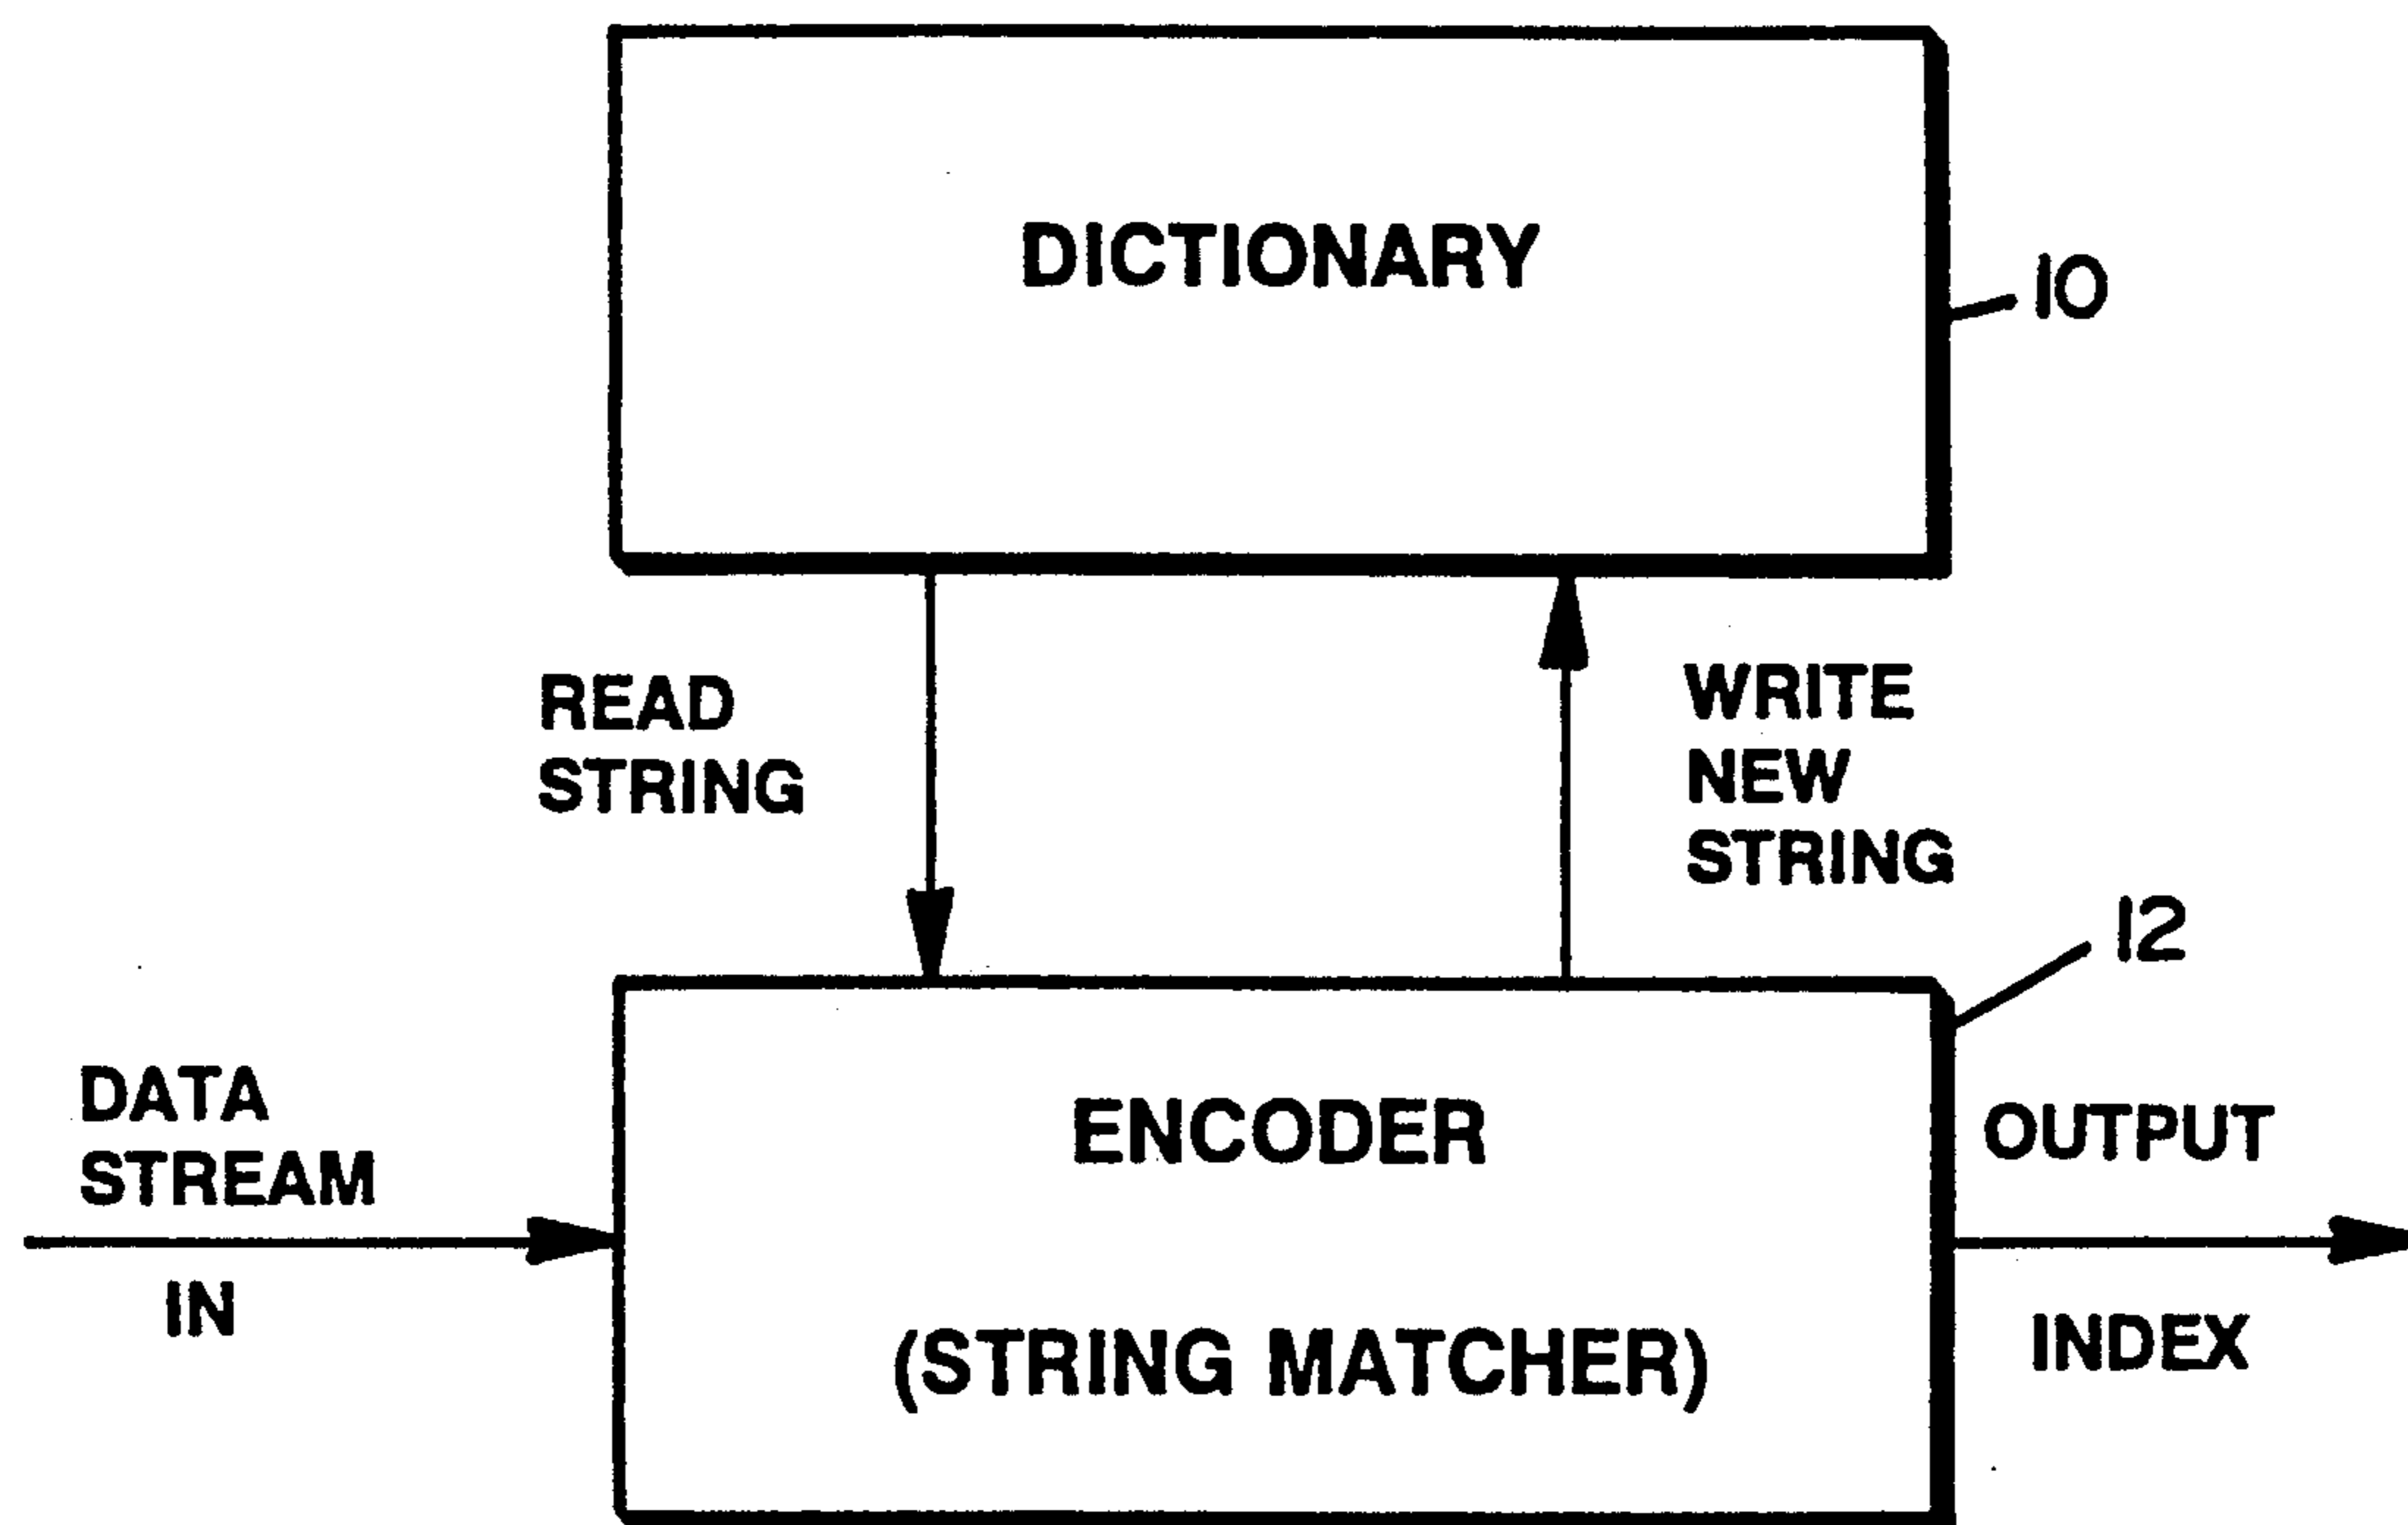 DICTIONARY
10
READ
STRING
WRITE
NEW
STRING
12
DATA
STREAM
IN
ENCODER
(STRING MATCHER)
OUTPUT
INDEX